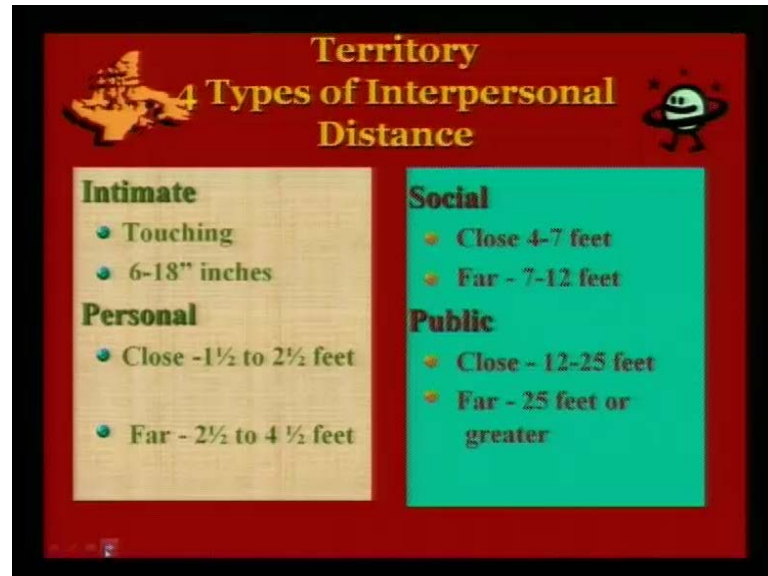 Territory
4 Types of Interpersonal
Distance
Intimate
Touching
6-18” inches
Personal
Close -1½ to 2½ feet
Far - 2½ to 4 ½ feet
Social
Close 4-7 feet
Far - 7-12 feet
Public
Close - 12-25 feet
Far - 25 feet or
greater